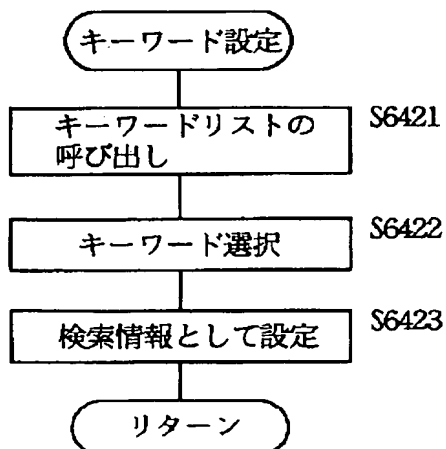 キーワード設定
キーワードリストの
呼び出し
S6421
キーワード選択
S6422
検索情報として設定
S6423
リターン